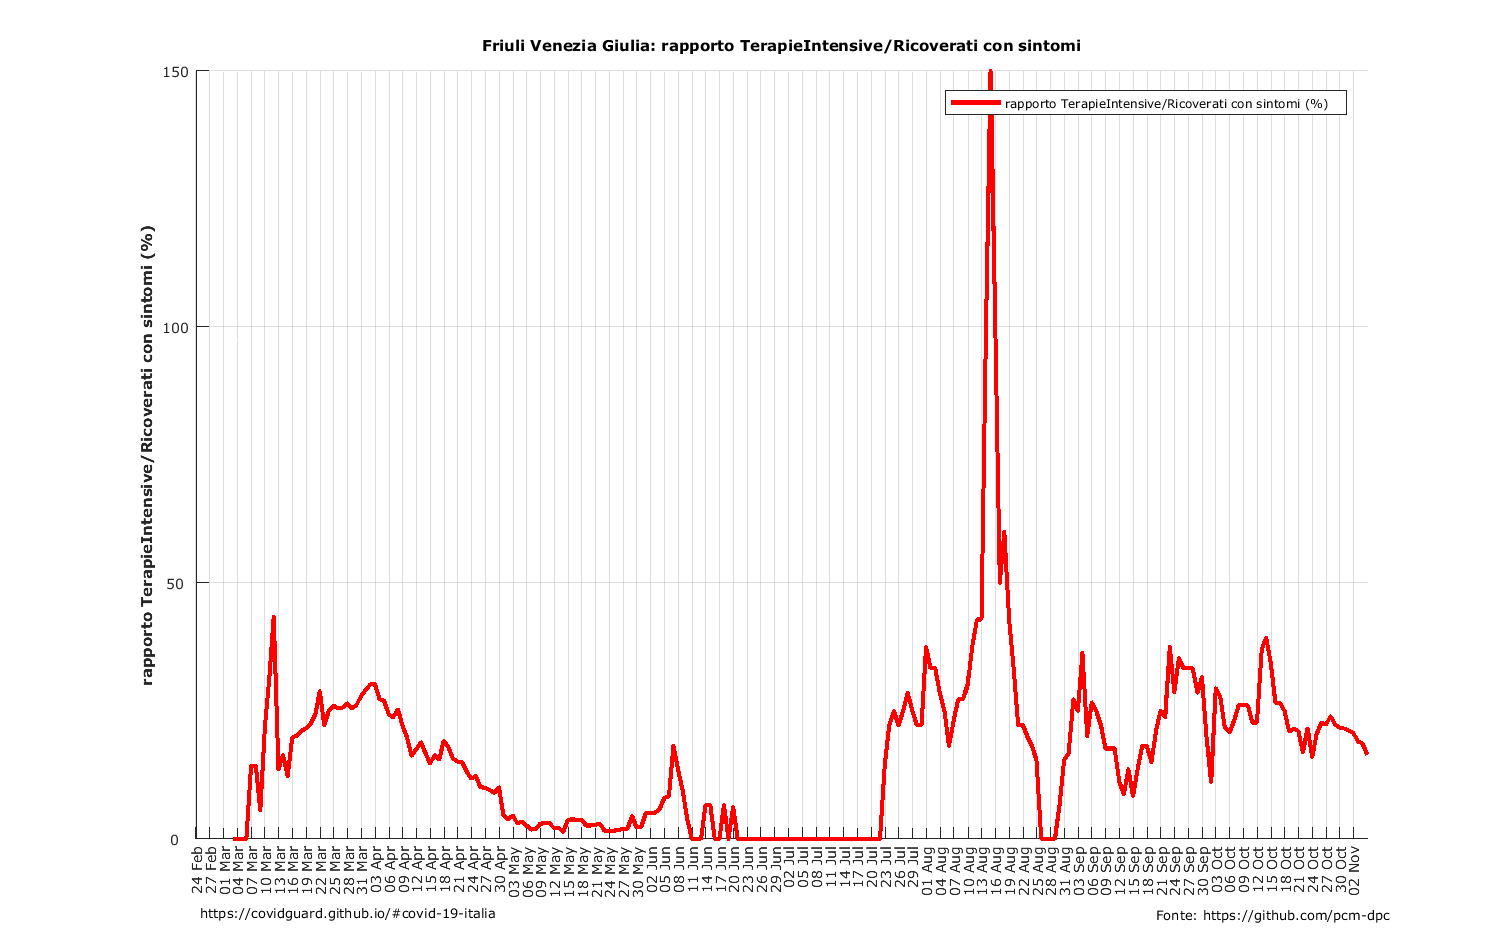 Friuli Venezia Giulia: rapporto TerapieIntensive/Ricoverati con sintomi
rapporto TerapieIntensive/Ricoverati con sintomi (%)
rapporto TerapieIntensive/Ricoverati con sintomi (%)
150
100
50
0
24 Feb
27 Feb
01 Mar
04 Mar
07 Mar
10 Mar
13 Mar
16 Mar
19 Mar
22 Mar
25 Mar
28 Mar
31 Mar
03 Apr
06 Apr
09 Apr
12 Apr
15 Apr
18 Apr
21 Apr
24 Apr
27 Apr
30 Apr
03 May
06 May
09 May
12 May
15 May
18 May
21 May
24 May
27 May
30 May
02 Jun
05 Jun
08 Jun
11 Jun
14 Jun
17 Jun
20 Jun
23 Jun
26 Jun
29 Jun
02 Jul
05 Jul
08 Jul
11 Jul
14 Jul
17 Jul
20 Jul
23 Jul
26 Jul
29 Jul
01 Aug
04 Aug
07 Aug
10 Aug
13 Aug
16 Aug
19 Aug
22 Aug
25 Aug
28 Aug
31 Aug
03 Sep
06 Sep
09 Sep
12 Sep
15 Sep
18 Sep
21 Sep
24 Sep
27 Sep
30 Sep
03 Oct
06 Oct
09 Oct
12 Oct
15 Oct
18 Oct
21 Oct
24 Oct
27 Oct
30 Oct
02 Nov
https://covidguard.github.io/#covid-19-italia
Fonte: https://github.com/pcm-dpc